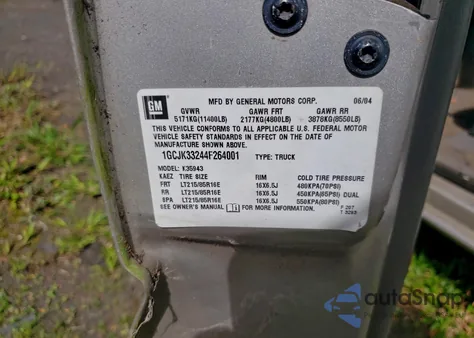 GM
MFD BY GENERAL MOTORS CORP. 06/04
GVWR GAWR FRT GAWR RR
5171KG(11400LB) 2177KG(4800LB) 3878KG(8550LB)
THIS VEHICLE CONFORMS TO ALL APPLICABLE U.S. FEDERAL MOTOR
VEHICLE SAFETY STANDARDS IN EFFECT ON THE DATE OF
MANUFACTURE SHOWN ABOVE.
1GCJK33244F264001 TYPE: TRUCK
MODEL: K35943
TIRE SIZE RIM COLD TIRE PRESSURE
FRT LT215/85R16E 16X6.5J 480KPA(70PSI)
RR LT215/85R16E 16X6.5J 450KPA(65PSI) DUAL
SPA LT215/85R16E 16X6.5J 550KPA(80PSI)
SEE OWNER'S MANUAL FOR MORE INFORMATION.
autoSnap